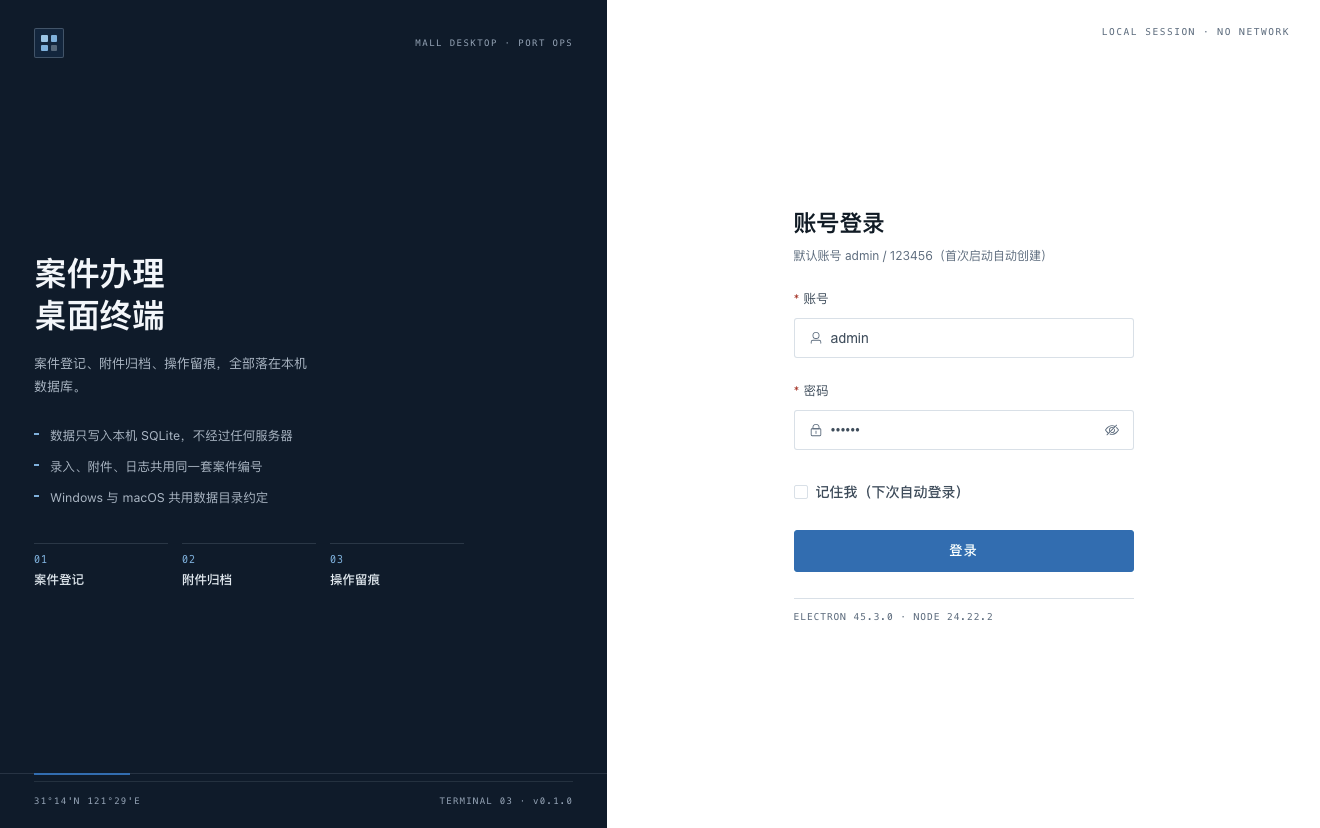 MALL DESKTOP · PORT OPS
案件办理
桌面终端
案件登记、附件归档、操作留痕，全部落在本机
数据库。
数据只写入本机 SQLite，不经过任何服务器
录入、附件、日志共用同一套案件编号
Windows 与 macOS 共用数据目录约定
01
案件登记
02
附件归档
03
操作留痕
31°14'N 121°29'E
TERMINAL 03 · v0.1.0
LOCAL SESSION · NO NETWORK
账号登录
默认账号 admin / 123456（首次启动自动创建）
* 账号
admin
* 密码
••••••
记住我（下次自动登录）
登录
ELECTRON 45.3.0 · NODE 24.22.2